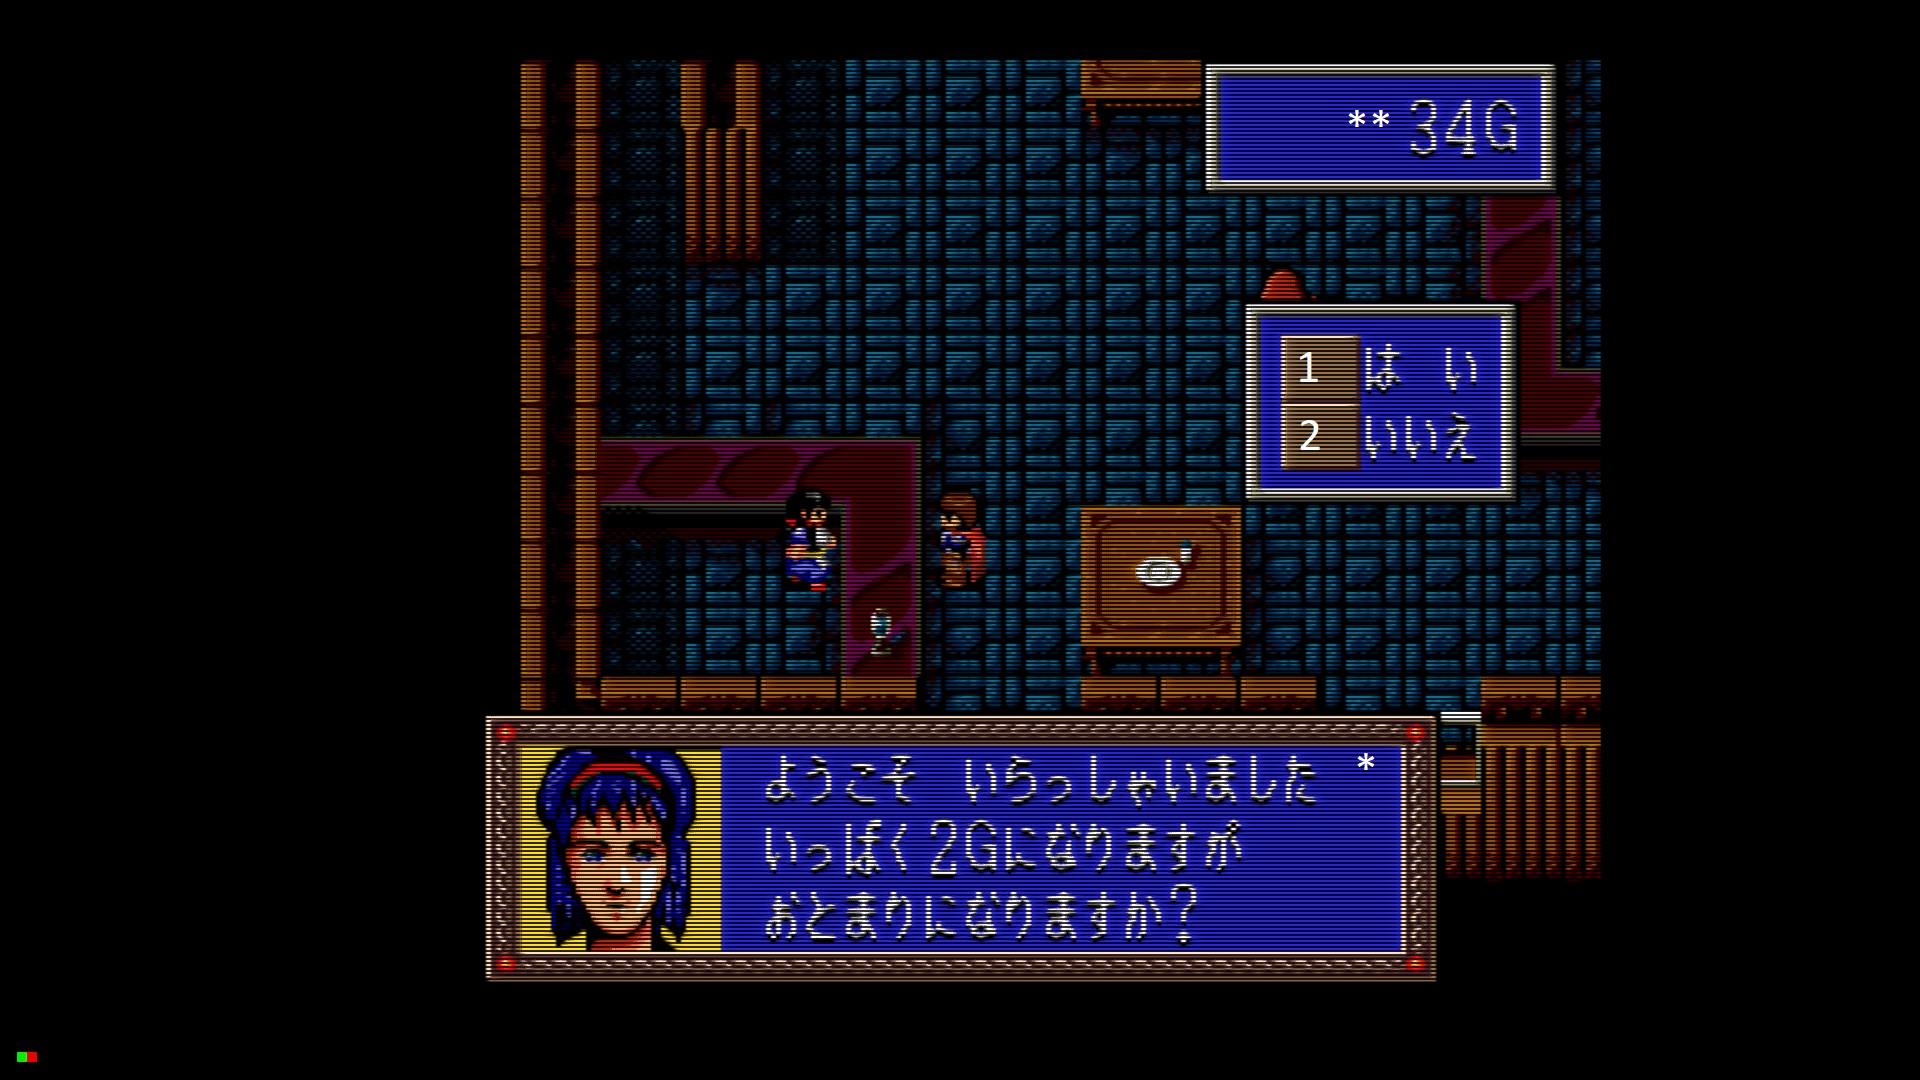 ** 34G
1 は い
2 いいえ
ようこそ いらっしゃいました *
いっぱく 2Gになりますが
おとまりになりますか?